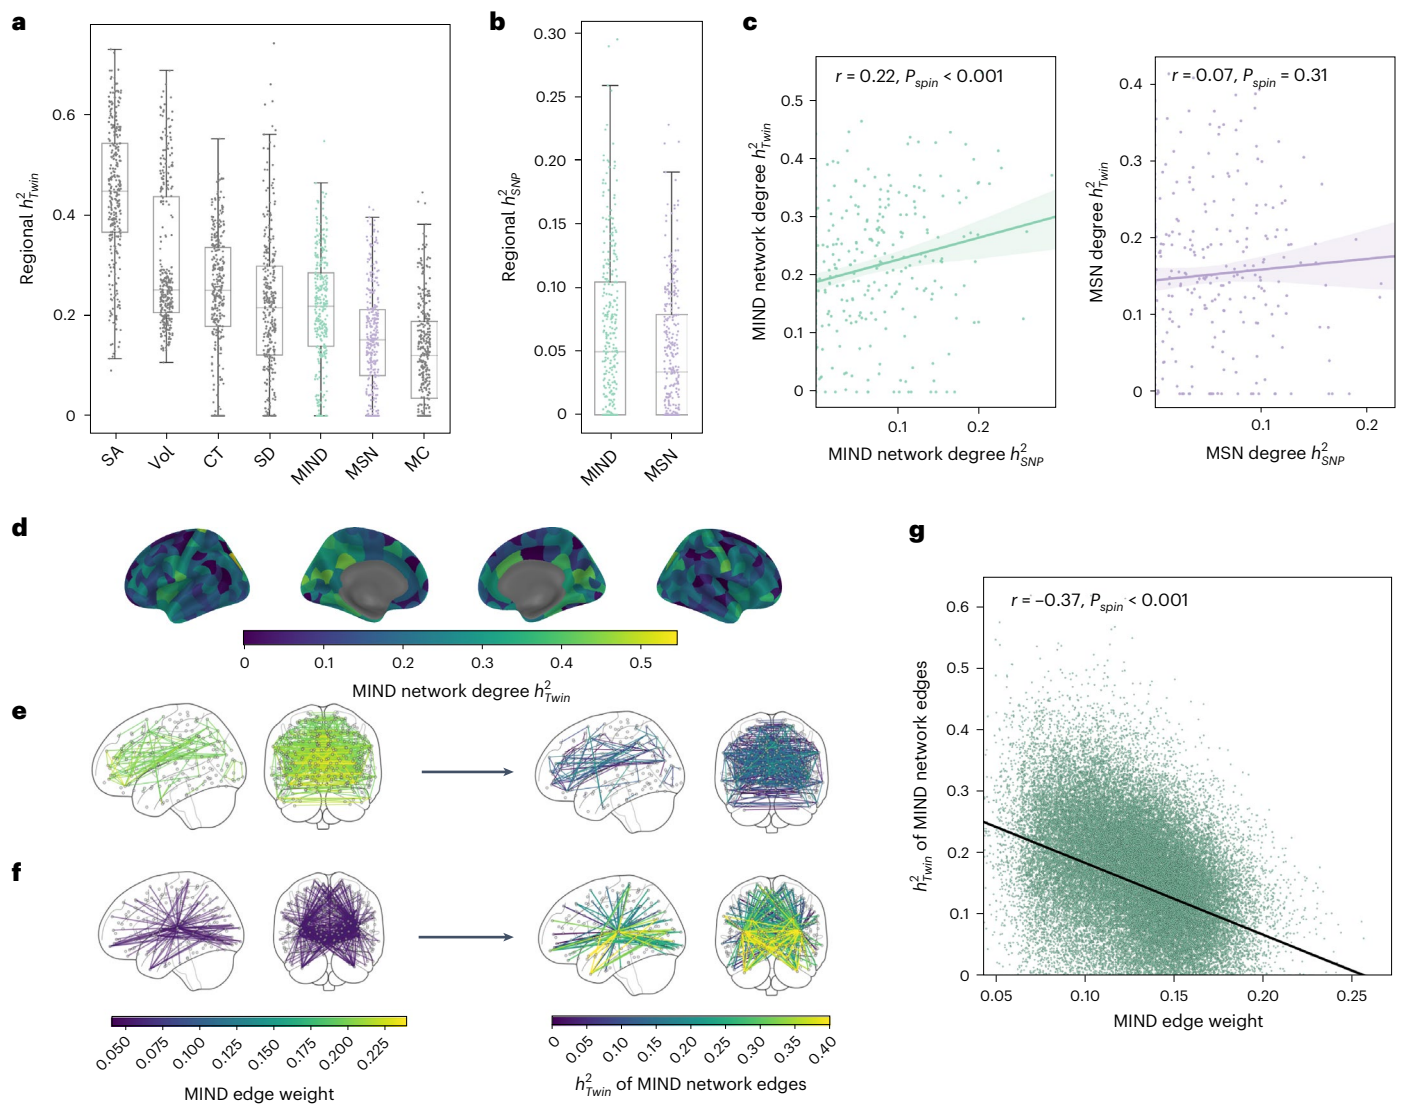 a
Regional h²Twin
0.6
0.4
0.2
0
SA
Vol
CT
SD
MIND
MSN
MC
b
Regional h²SNP
0.30
0.25
0.20
0.15
0.10
0.05
0
MIND
MSN
c
r = 0.22, Pspin < 0.001
MIND network degree h²Twin
0.5
0.4
0.3
0.2
0.1
0
0.1
0.2
MIND network degree h²SNP
r = 0.07, Pspin = 0.31
MSN degree h²Twin
0.4
0.3
0.2
0.1
0
0.1
0.2
MSN degree h²SNP
d
0
0.1
0.2
0.3
0.4
0.5
MIND network degree h²Twin
e
f
0.050
0.075
0.100
0.125
0.150
0.175
0.200
0.225
MIND edge weight
0
0.05
0.10
0.15
0.20
0.25
0.30
0.35
0.40
h²Twin of MIND network edges
g
r = –0.37, Pspin < 0.001
h²Twin of MIND network edges
0.6
0.5
0.4
0.3
0.2
0.1
0
0.05
0.10
0.15
0.20
0.25
MIND edge weight